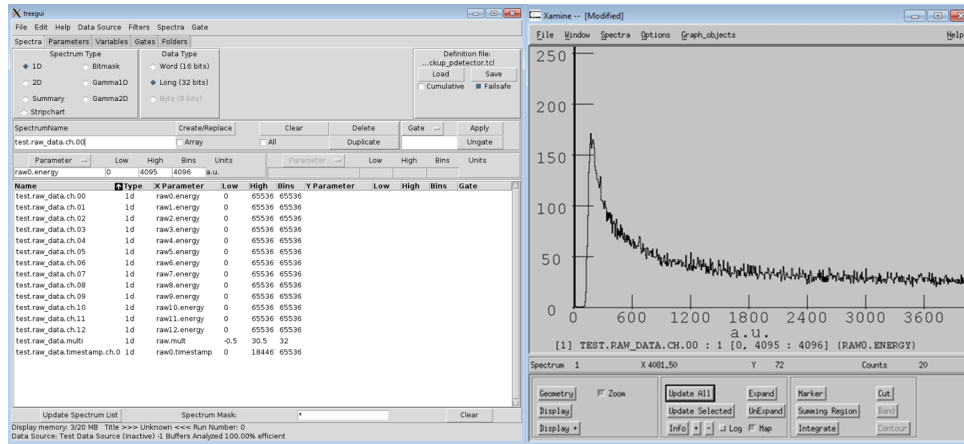 treegui
File Edit Help Data Source Filters Spectra Gate
Spectra Parameters Variables Gates Folders
Spectrum Type Data Type Definition file:
1D Bitmask Word (16 bits) ...ckup_pdetector.tcl
2D Gamma1D Long (32 bits) Load Save
Summary Gamma2D Byte (8 bits) Cumulative Failsafe
Stripchart
SpectrumName Create/Replace Clear Delete Gate Apply
test.raw_data.ch.00 Array All Duplicate Ungate
Parameter Low High Bins Units Parameter Low High Bins Units
raw0.energy 0 4095 4096 a.u.
Name Type X Parameter Low High Bins Y Parameter Low High Bins Gate
test.raw_data.ch.00 1d raw0.energy 0 65536 65536
test.raw_data.ch.01 1d raw1.energy 0 65536 65536
test.raw_data.ch.02 1d raw2.energy 0 65536 65536
test.raw_data.ch.03 1d raw3.energy 0 65536 65536
test.raw_data.ch.04 1d raw4.energy 0 65536 65536
test.raw_data.ch.05 1d raw5.energy 0 65536 65536
test.raw_data.ch.06 1d raw6.energy 0 65536 65536
test.raw_data.ch.07 1d raw7.energy 0 65536 65536
test.raw_data.ch.08 1d raw8.energy 0 65536 65536
test.raw_data.ch.09 1d raw9.energy 0 65536 65536
test.raw_data.ch.10 1d raw10.energy 0 65536 65536
test.raw_data.ch.11 1d raw11.energy 0 65536 65536
test.raw_data.ch.12 1d raw12.energy 0 65536 65536
test.raw_data.multi 1d raw.mult -0.5 30.5 32
test.raw_data.timestamp.ch.0 1d raw0.timestamp 0 18446 65536
Update Spectrum List Spectrum Mask: * Clear
Display memory: 3/20 MB Title >>> Unknown <<< Run Number: 0
Data Source: Test Data Source (Inactive) -1 Buffers Analyzed 100.00% efficient
Xamine -- [Modified]
File Window Spectra Options Graph_objects Help
250
200
150
100
50
0
0 600 1200 1800 2400 3000 3600
a.u.
[1] TEST.RAW_DATA.CH.00 : 1 [0, 4095 : 4096] (RAW0.ENERGY)
Spectrum 1 X 4081.50 Y 72 Counts 20
Geometry Zoom Update All Expand Marker Cut
Display Update Selected UnExpand Summing Region Band
Display + Info + - Log Map Integrate Contour